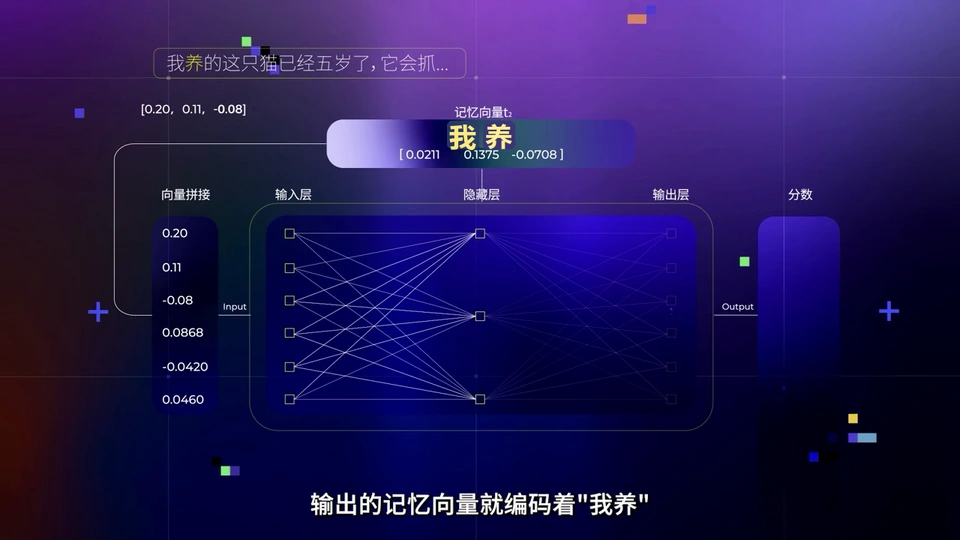 我养的这只猫已经五岁了，它会抓...
[0.20, 0.11, -0.08]
记忆向量t₂
我 养
[ 0.0211 0.1375 -0.0708 ]
向量拼接 输入层 隐藏层 输出层 分数
0.20
0.11
-0.08
Input Output
0.0868
-0.0420
0.0460
输出的记忆向量就编码着"我养"